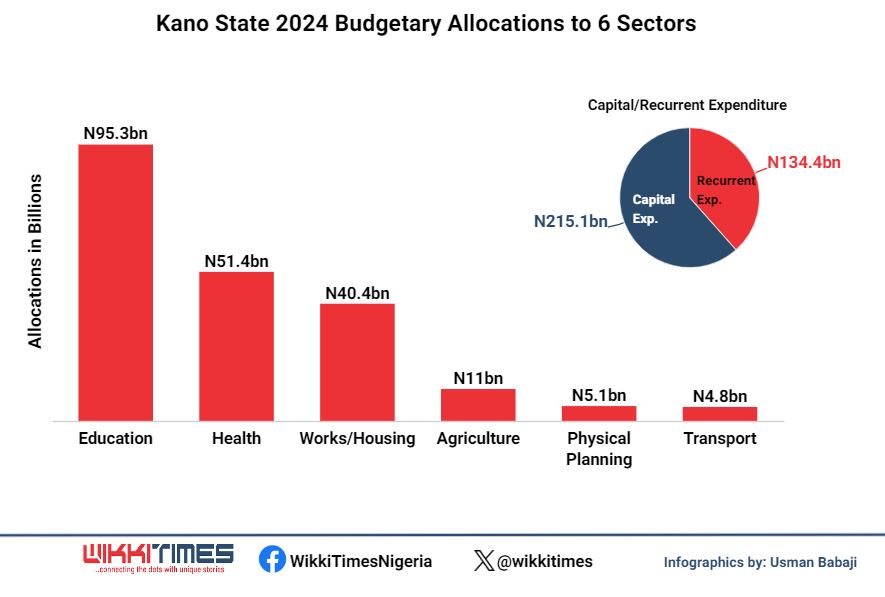 Kano State 2024 Budgetary Allocations to 6 Sectors
Capital/Recurrent Expenditure
N134.4bn
Recurrent
Exp.
Capital
Exp.
N215.1bn
Allocations in Billions
N95.3bn
N51.4bn
N40.4bn
N11bn
N5.1bn
N4.8bn
Education
Health
Works/Housing
Agriculture
Physical
Planning
Transport
WIKKITIMES
..connecting the dots with unique stories
WikkiTimesNigeria
@wikkitimes
Infographics by: Usman Babaji